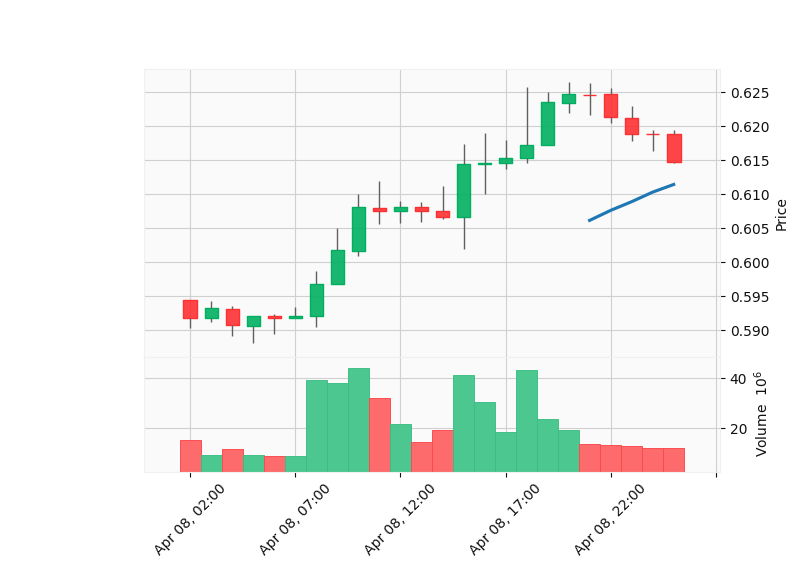 0.625
0.620
0.615
0.610
0.605
0.600
0.595
0.590
Price
40
20
Volume 10⁶
Apr 08, 02:00
Apr 08, 07:00
Apr 08, 12:00
Apr 08, 17:00
Apr 08, 22:00